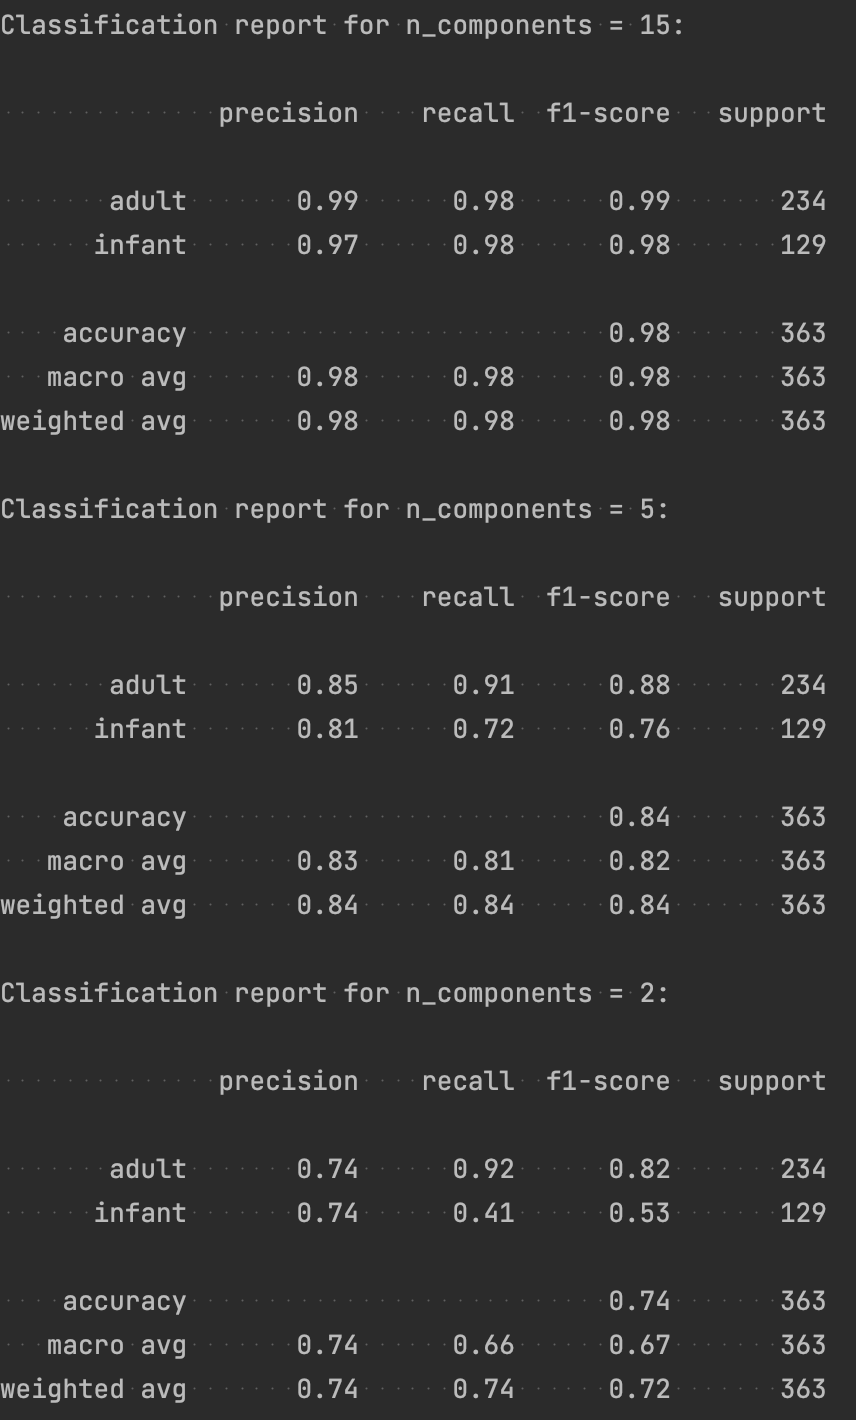 Classification report for n_components = 15:
precision recall f1-score support
adult 0.99 0.98 0.99 234
infant 0.97 0.98 0.98 129
accuracy 0.98 363
macro avg 0.98 0.98 0.98 363
weighted avg 0.98 0.98 0.98 363
Classification report for n_components = 5:
precision recall f1-score support
adult 0.85 0.91 0.88 234
infant 0.81 0.72 0.76 129
accuracy 0.84 363
macro avg 0.83 0.81 0.82 363
weighted avg 0.84 0.84 0.84 363
Classification report for n_components = 2:
precision recall f1-score support
adult 0.74 0.92 0.82 234
infant 0.74 0.41 0.53 129
accuracy 0.74 363
macro avg 0.74 0.66 0.67 363
weighted avg 0.74 0.74 0.72 363